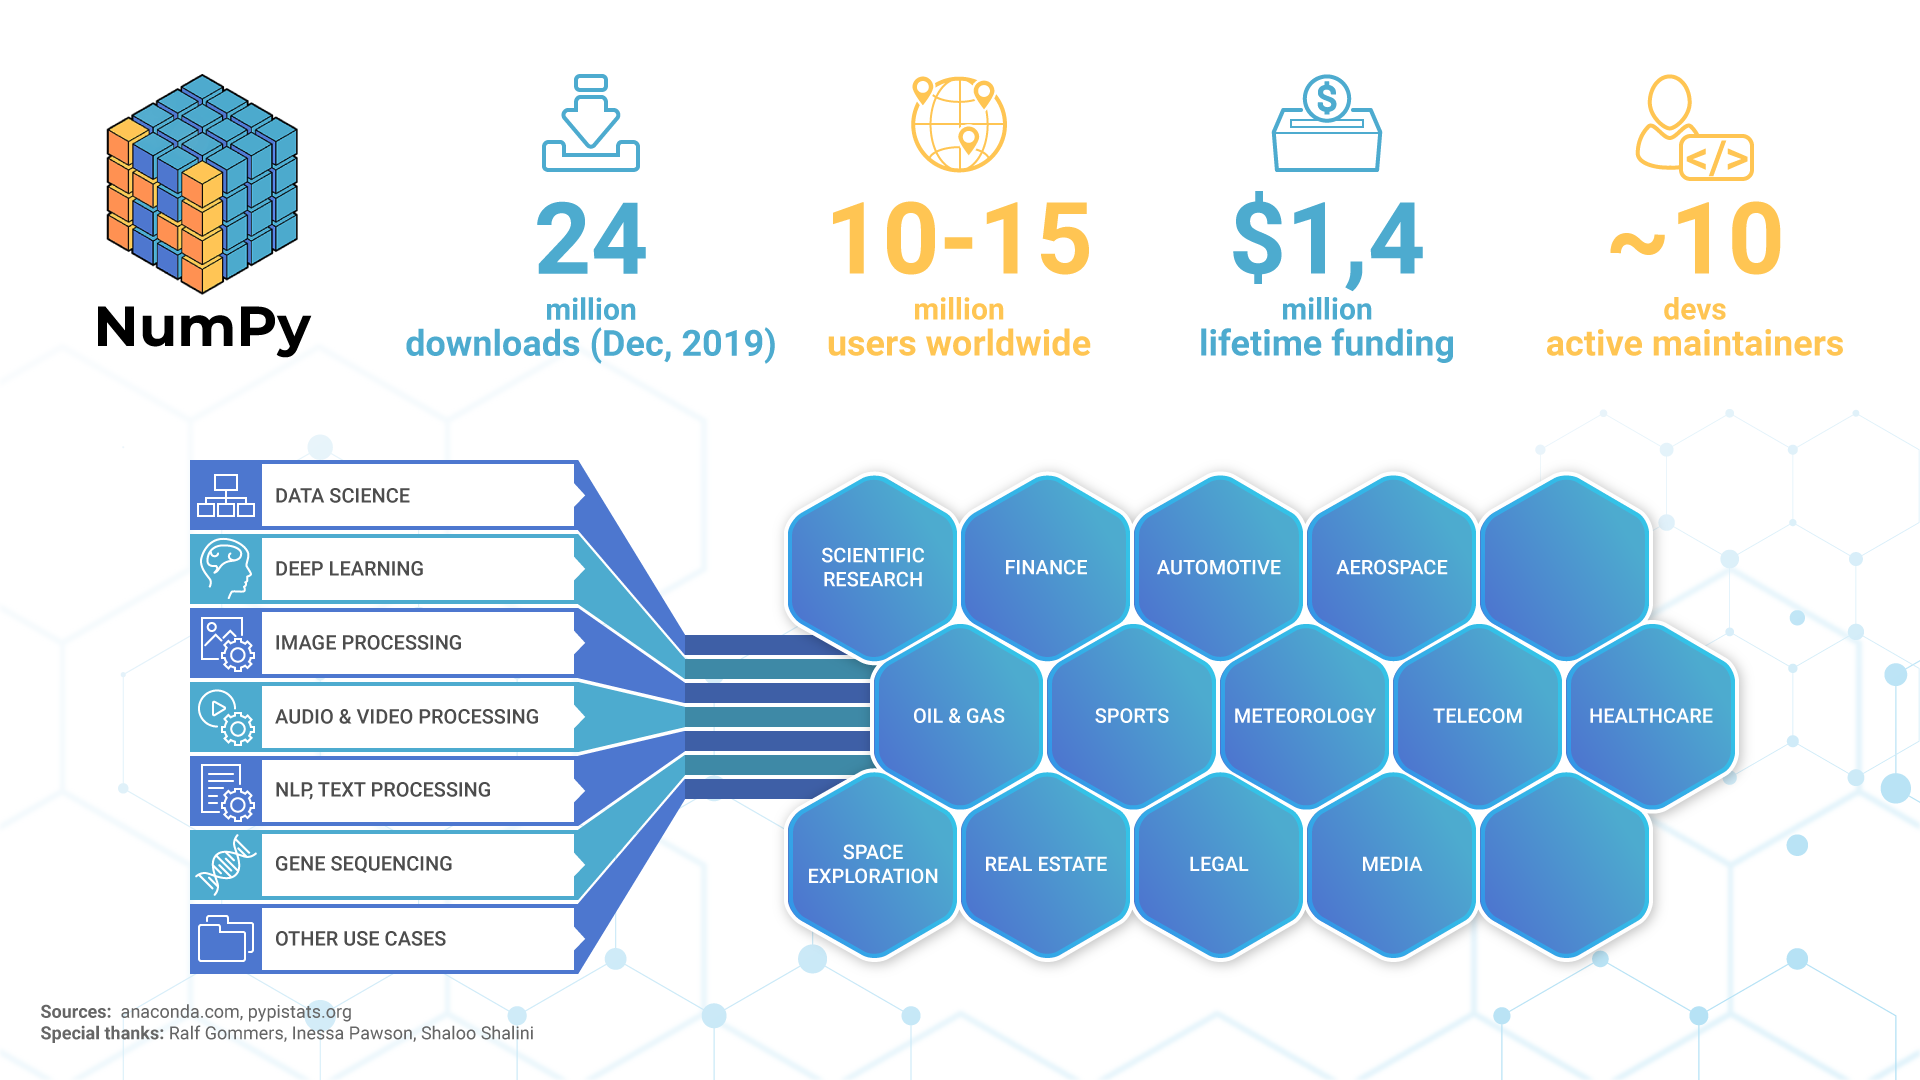 NumPy
24
million
downloads (Dec, 2019)
10-15
million
users worldwide
$
$1,4
million
lifetime funding
</>
~10
devs
active maintainers
DATA SCIENCE
DEEP LEARNING
IMAGE PROCESSING
AUDIO & VIDEO PROCESSING
NLP, TEXT PROCESSING
GENE SEQUENCING
OTHER USE CASES
SCIENTIFIC
RESEARCH
FINANCE
AUTOMOTIVE
AEROSPACE
OIL & GAS
SPORTS
METEOROLOGY
TELECOM
HEALTHCARE
SPACE
EXPLORATION
REAL ESTATE
LEGAL
MEDIA
Sources: anaconda.com, pypistats.org
Special thanks: Ralf Gommers, Inessa Pawson, Shaloo Shalini